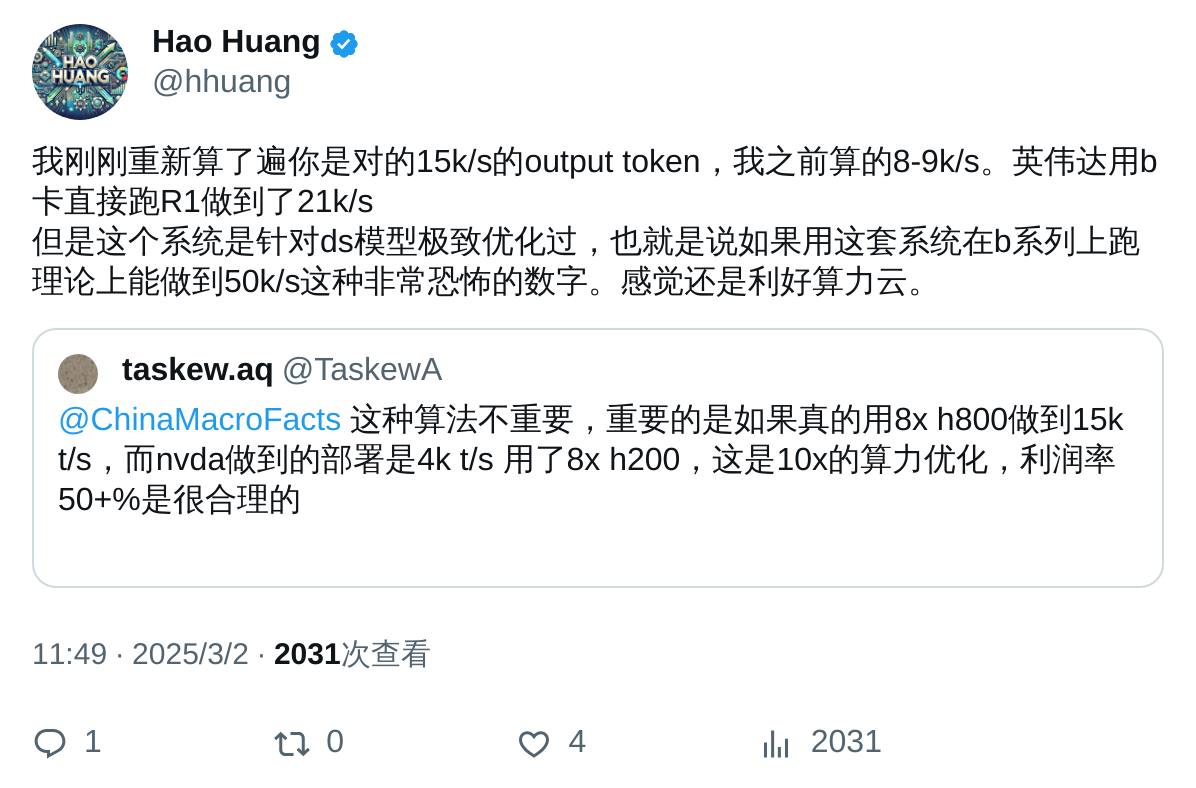 HAO
HUANG
Hao Huang
@hhuang
我刚刚重新算了遍你是对的15k/s的output token，我之前算的8-9k/s。英伟达用b
卡直接跑R1做到了21k/s
但是这个系统是针对ds模型极致优化过，也就是说如果用这套系统在b系列上跑
理论上能做到50k/s这种非常恐怖的数字。感觉还是利好算力云。
taskew.aq @TaskewA
@ChinaMacroFacts 这种算法不重要，重要的是如果真的用8x h800做到15k
t/s，而nvda做到的部署是4k t/s 用了8x h200，这是10x的算力优化，利润率
50+%是很合理的
11:49 · 2025/3/2 · 2031次查看
1 0 4 2031